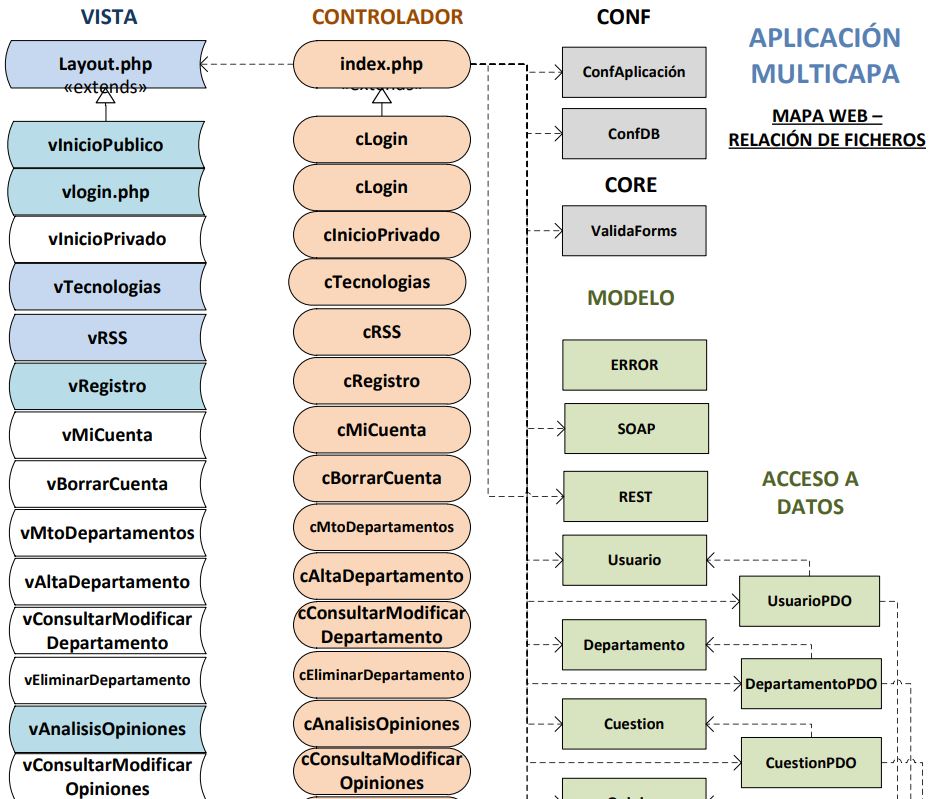 VISTA
CONTROLADOR
CONF
APLICACIÓN
MULTICAPA
MAPA WEB –
RELACIÓN DE FICHEROS
Layout.php
«extends»
vInicioPublico
vlogin.php
vInicioPrivado
vTecnologias
vRSS
vRegistro
vMiCuenta
vBorrarCuenta
vMtoDepartamentos
vAltaDepartamento
vConsultarModificar
Departamento
vEliminarDepartamento
vAnalisisOpiniones
vConsultarModificar
Opiniones
index.php
«extends»
cLogin
cLogin
cInicioPrivado
cTecnologias
cRSS
cRegistro
cMiCuenta
cBorrarCuenta
cMtoDepartamentos
cAltaDepartamento
cConsultarModificar
Departamento
cEliminarDepartamento
cAnalisisOpiniones
cConsultaModificar
Opiniones
ConfAplicación
ConfDB
CORE
ValidaForms
MODELO
ERROR
SOAP
REST
Usuario
Departamento
Cuestion
ACCESO A
DATOS
UsuarioPDO
DepartamentoPDO
CuestionPDO